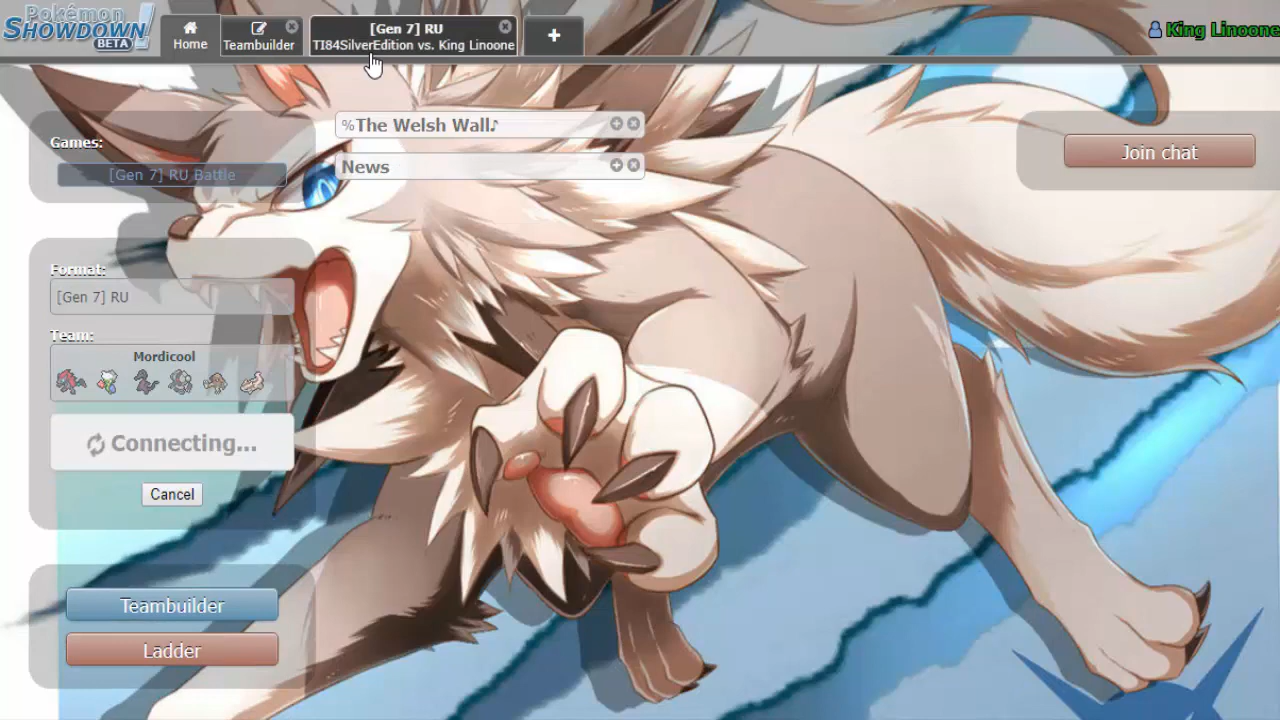 Pokémon
SHOWDOWN!
BETA
Home
Teambuilder
[Gen 7] RU
TI84SilverEdition vs. King Linoone
+
King Linoone
Games:
[Gen 7] RU Battle
Format:
[Gen 7] RU
Team:
Mordicool
Connecting...
Cancel
Teambuilder
Ladder
%The Welsh Wall♪
News
Join chat